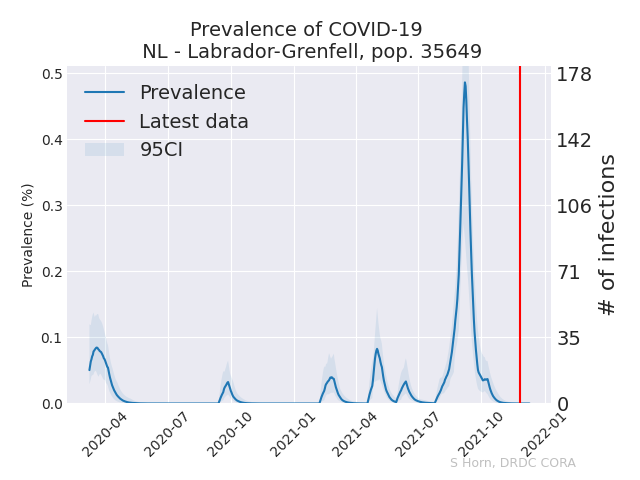 Prevalence of COVID-19
NL - Labrador-Grenfell, pop. 35649
Prevalence
Latest data
95CI
Prevalence (%)
0.5
0.4
0.3
0.2
0.1
0.0
178
142
106
71
35
0
# of infections
2020-04
2020-07
2020-10
2021-01
2021-04
2021-07
2021-10
2022-01
S Horn, DRDC CORA